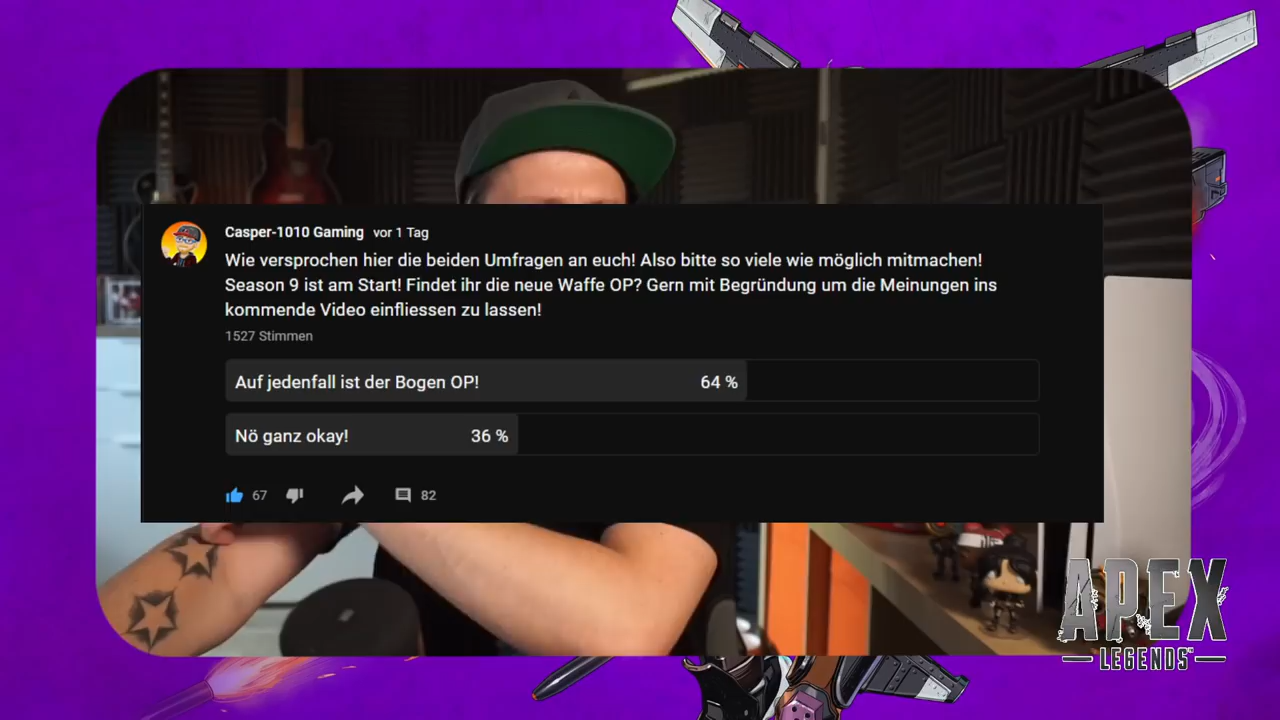 Casper-1010 Gaming vor 1 Tag
Wie versprochen hier die beiden Umfragen an euch! Also bitte so viele wie möglich mitmachen!
Season 9 ist am Start! Findet ihr die neue Waffe OP? Gern mit Begründung um die Meinungen ins
kommende Video einfliessen zu lassen!
1527 Stimmen
Auf jedenfall ist der Bogen OP! 64 %
Nö ganz okay! 36 %
67 82
APEX
LEGENDS